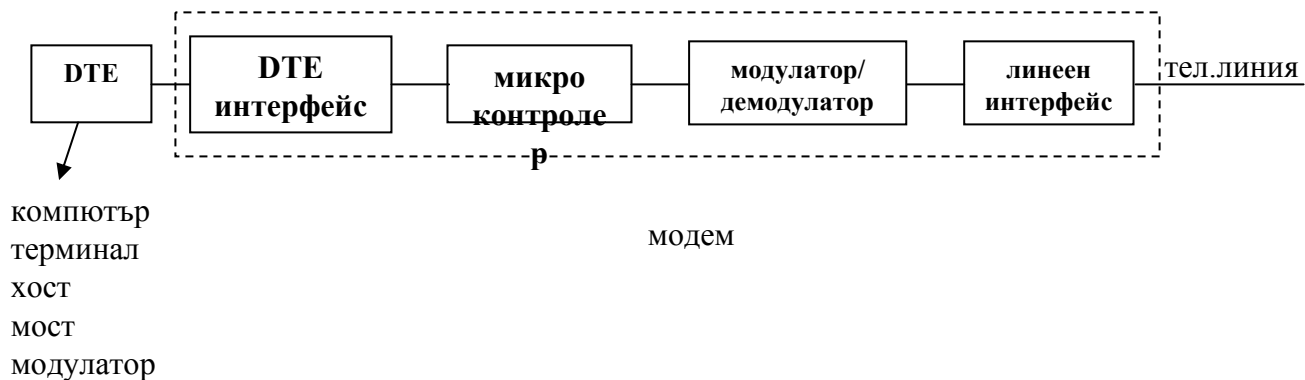 DTE
DTE
интерфейс
микро
контроле
р
модулатор/
демодулатор
линеен
интерфейс
тел.линия
компютър
терминал
хост
мост
модулатор
модем